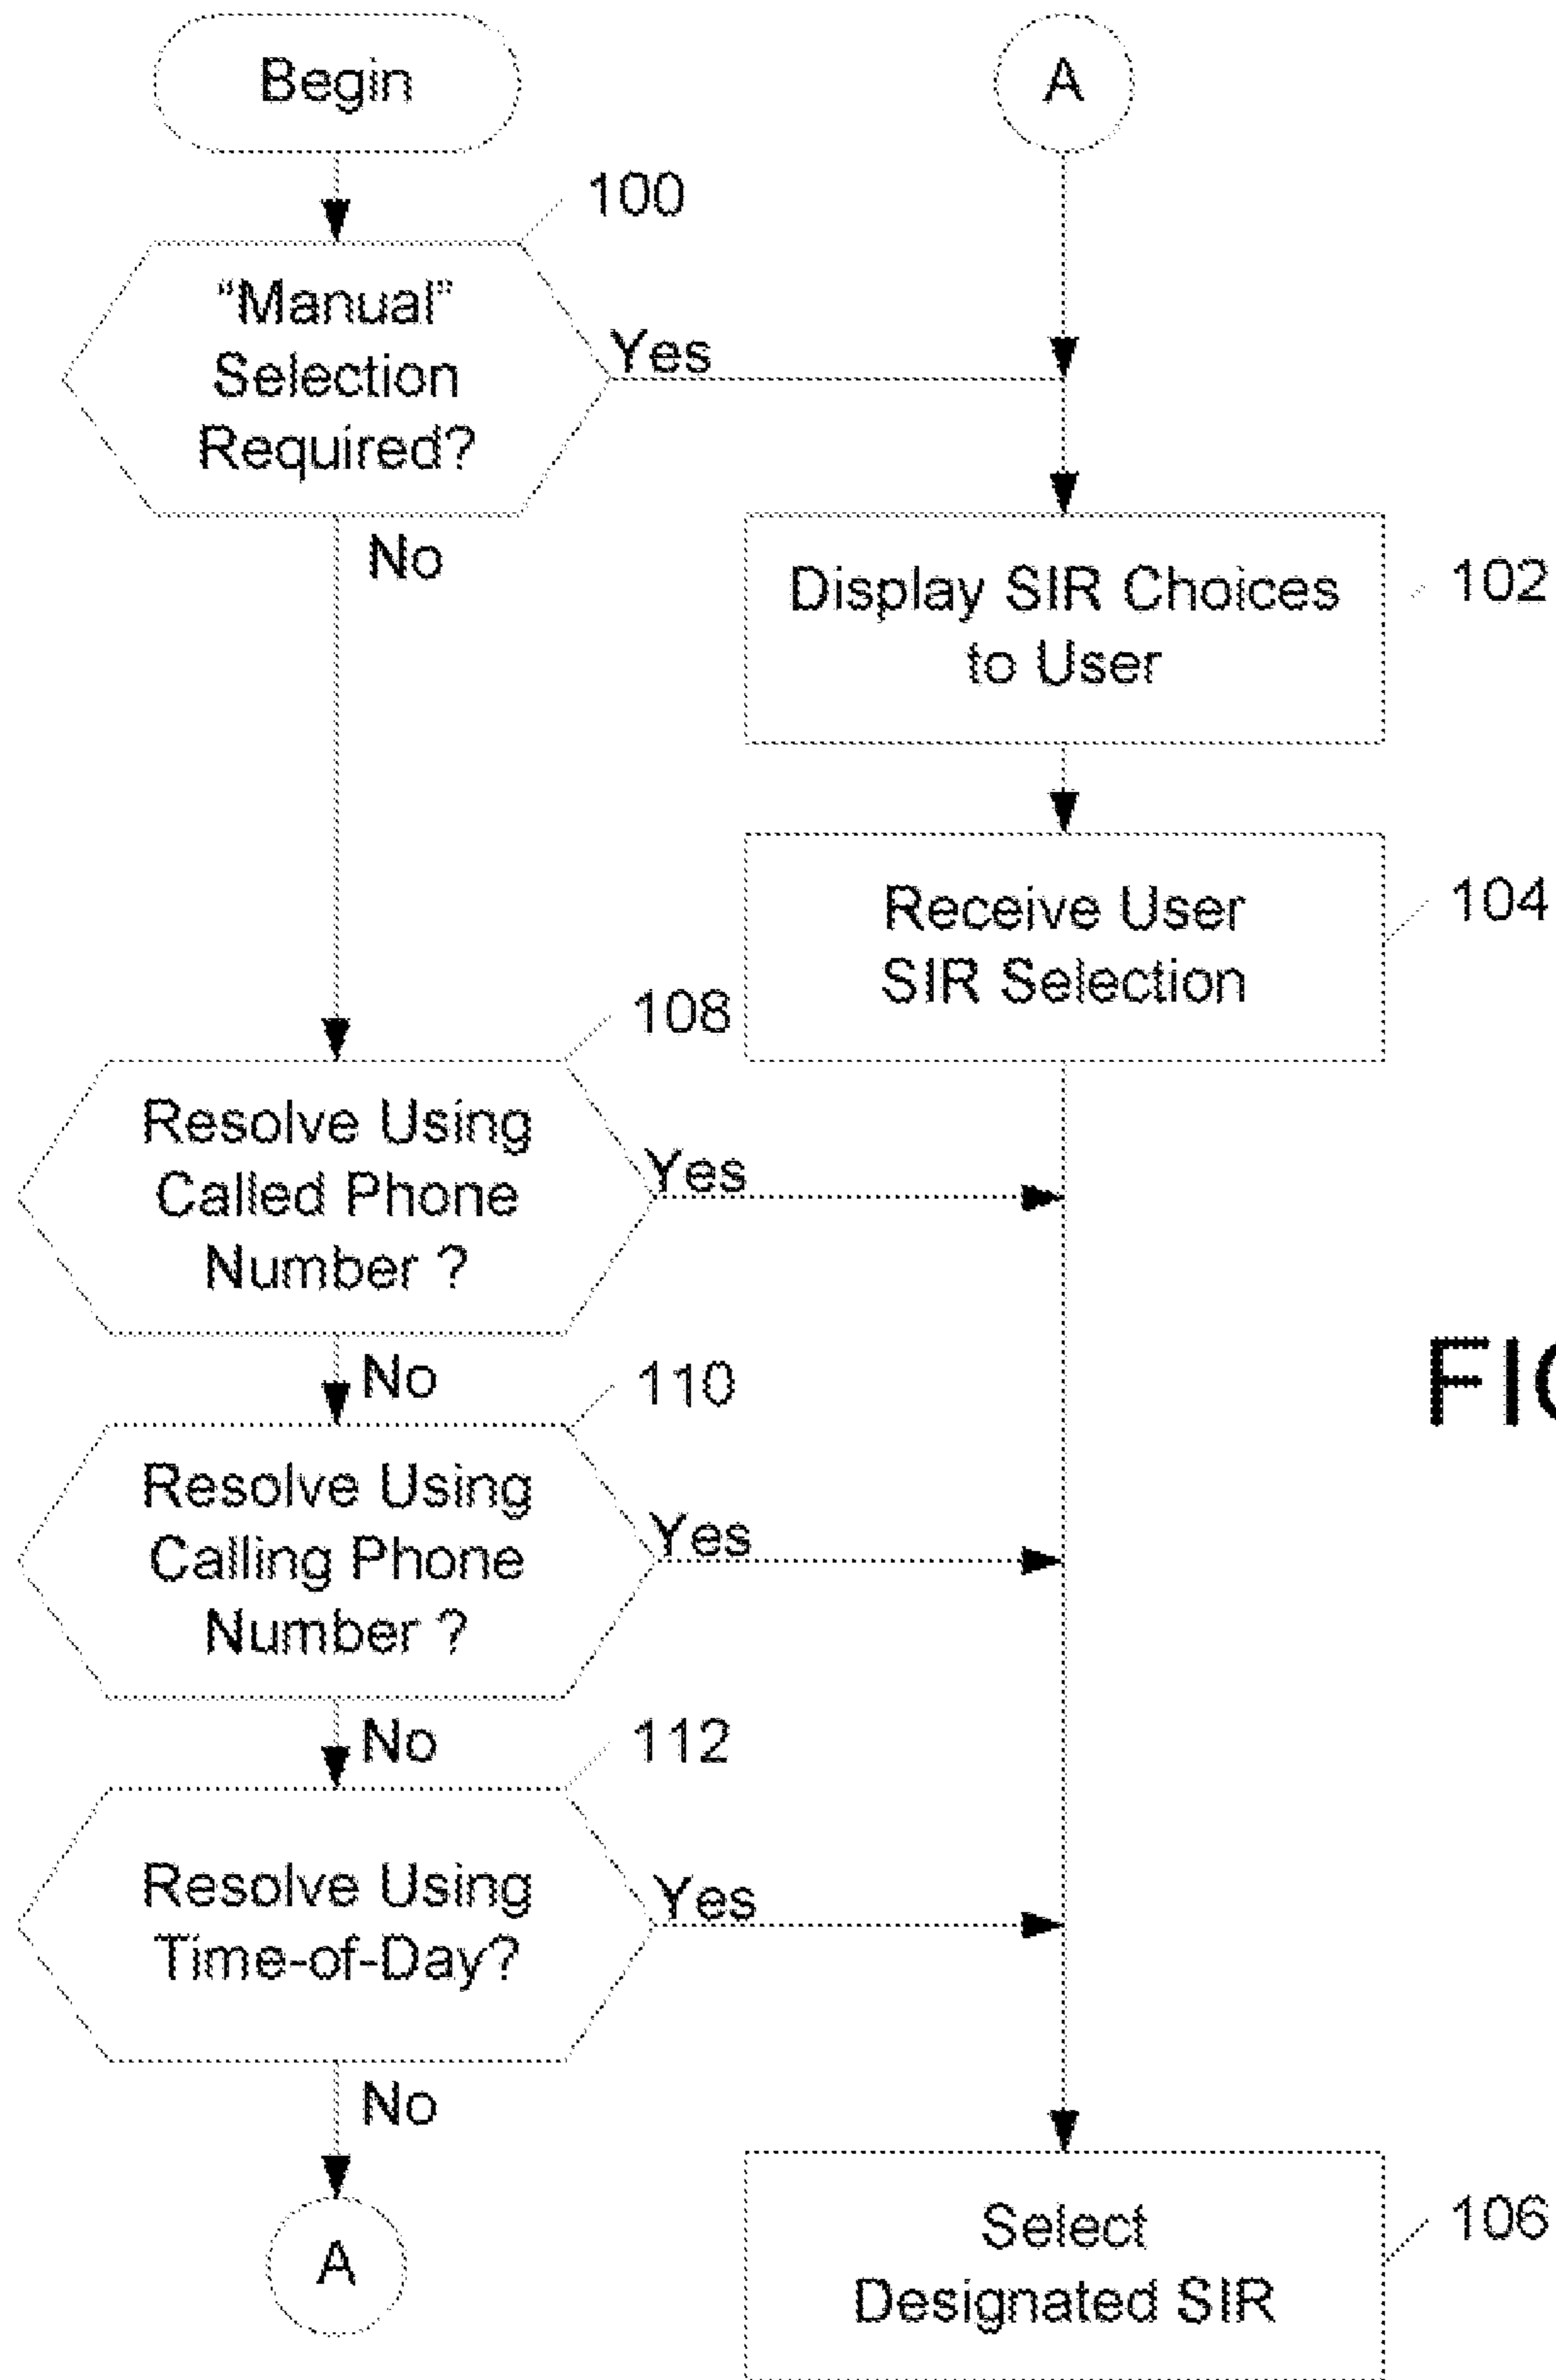 Begin
A
100
“Manual”
Selection
Required?
Yes
No
Display SIR Choices
to User
102
Receive User
SIR Selection
104
108
Resolve Using
Called Phone
Number ?
Yes
No
110
Resolve Using
Calling Phone
Number ?
Yes
No
112
Resolve Using
Time-of-Day?
Yes
No
A
Select
Designated SIR
106